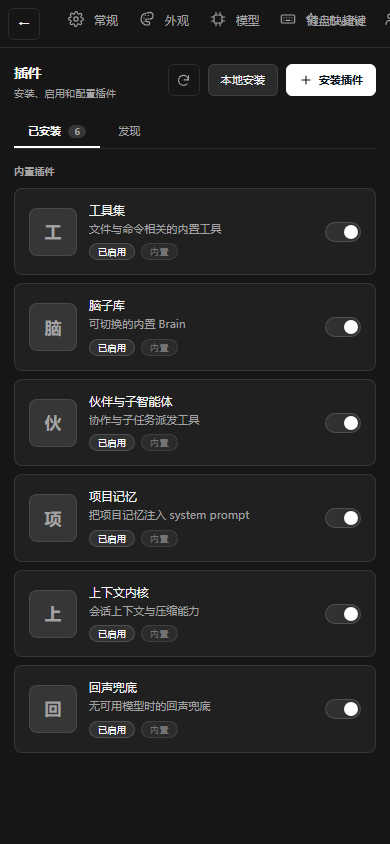 ← 常规 外观 模型 键盘快捷键
插件
安装、启用和配置插件
本地安装
+ 安装插件
已安装 6 发现
内置插件
工
工具集
文件与命令相关的内置工具
已启用 内置
脑
脑子库
可切换的内置 Brain
已启用 内置
伙
伙伴与子智能体
协作与子任务派发工具
已启用 内置
项
项目记忆
把项目记忆注入 system prompt
已启用 内置
上
上下文内核
会话上下文与压缩能力
已启用 内置
回
回声兜底
无可用模型时的回声兜底
已启用 内置